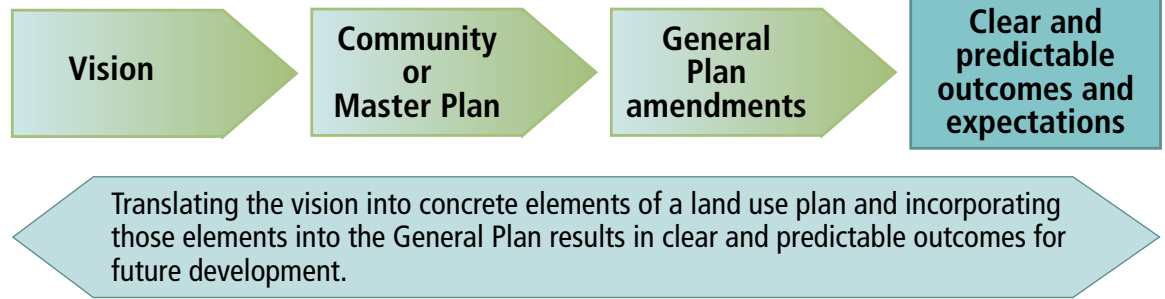 Vision
Community
or
Master Plan
General
Plan
amendments
Clear and
predictable
outcomes and
expectations
Translating the vision into concrete elements of a land use plan and incorporating
those elements into the General Plan results in clear and predictable outcomes for
future development.